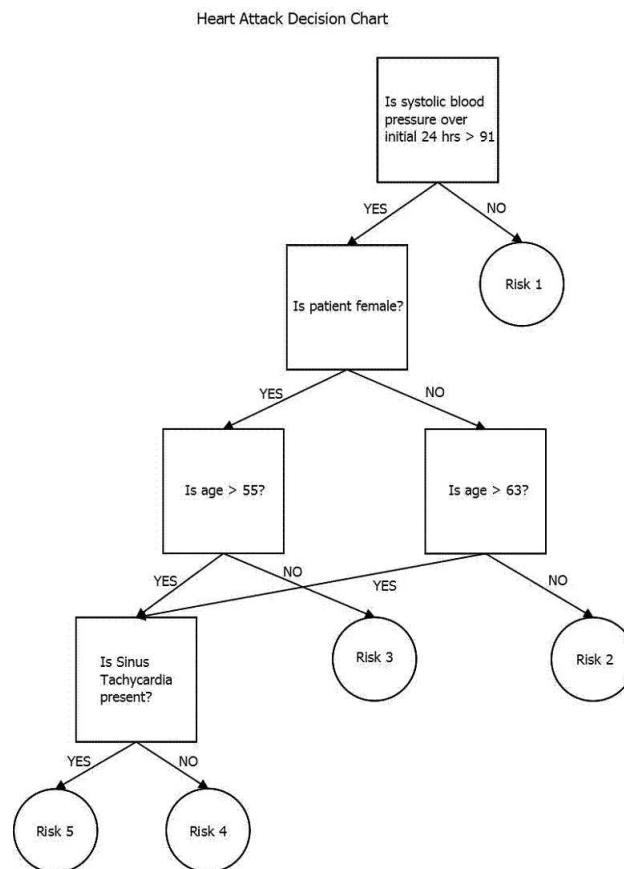 Heart Attack Decision Chart
Is systolic blood
pressure over
initial 24 hrs > 91
YES
NO
Risk 1
Is patient female?
YES
NO
Is age > 55?
Is age > 63?
YES
NO
YES
NO
Is Sinus
Tachycardia
present?
Risk 3
Risk 2
YES
NO
Risk 5
Risk 4